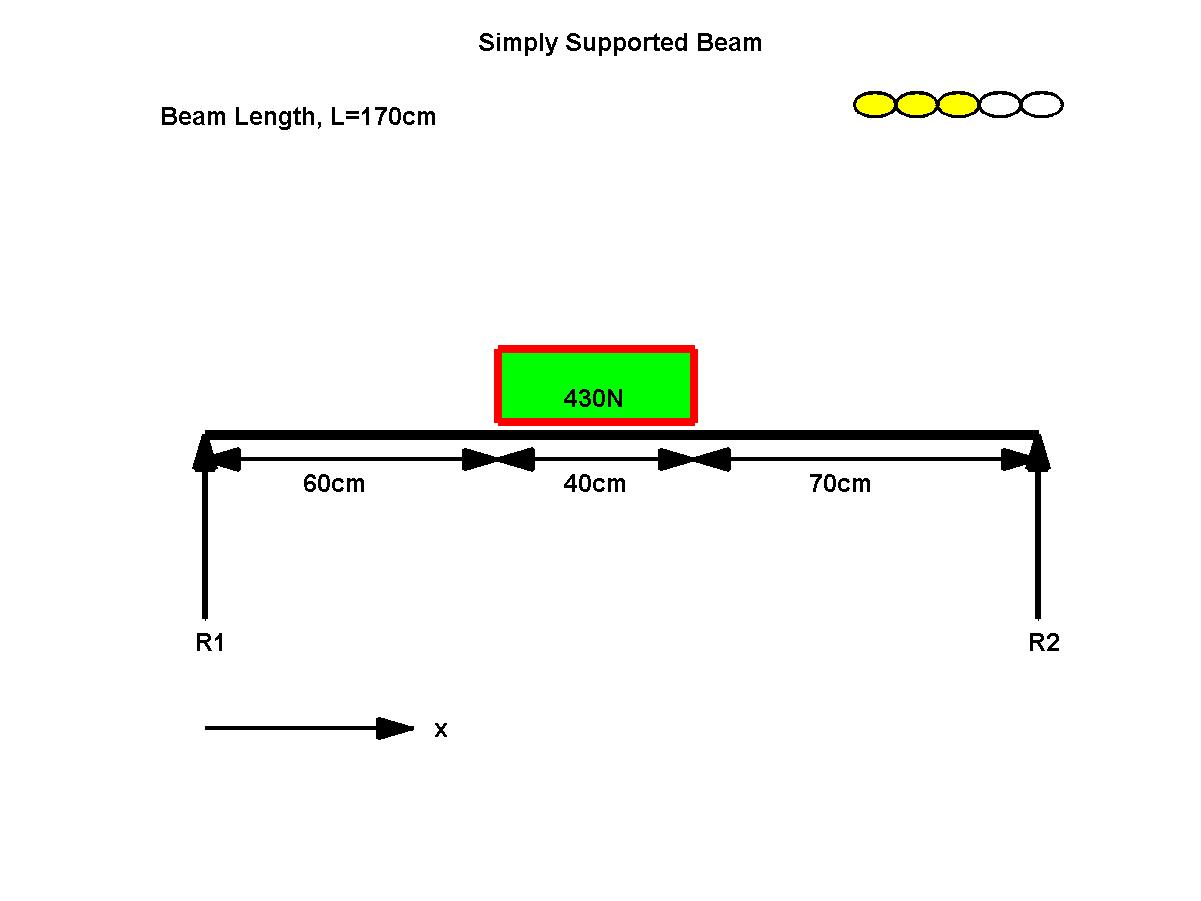 Simply Supported Beam
Beam Length, L=170cm
430N
60cm
40cm
70cm
R1
R2
x